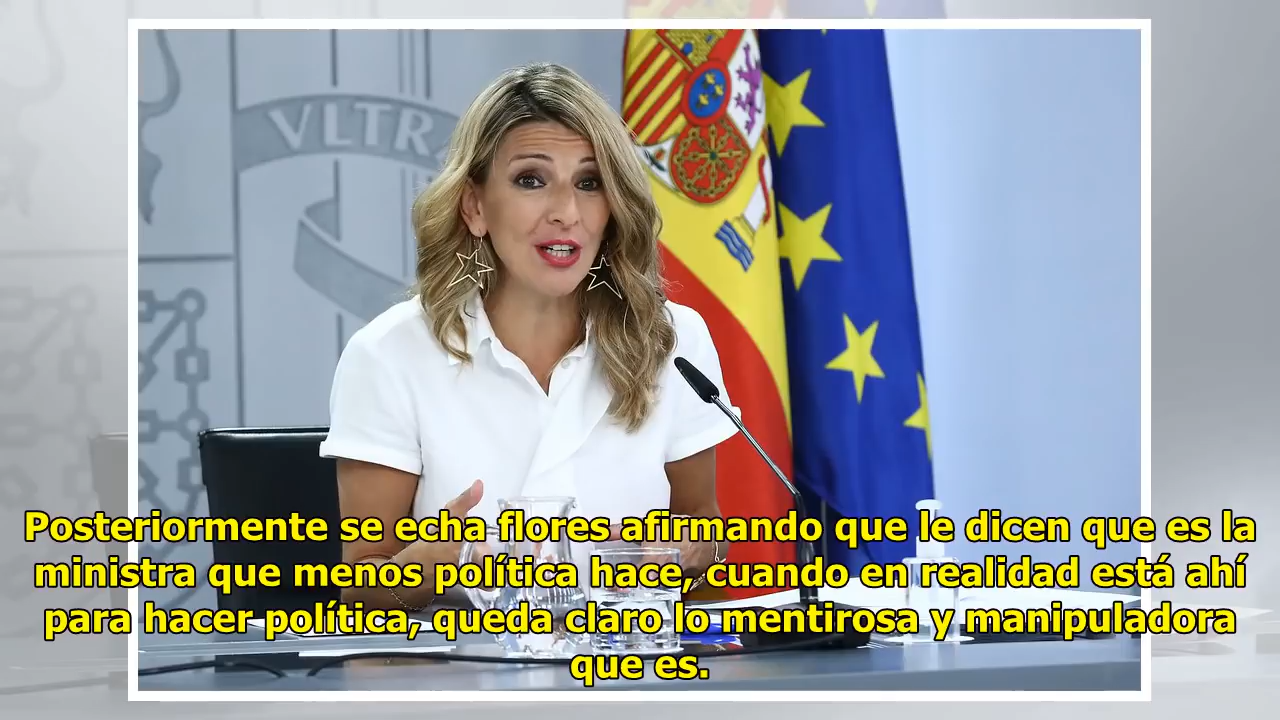 VLTR
Posteriormente se echa flores afirmando que le dicen que es la
ministra que menos política hace, cuando en realidad está ahí
para hacer política, queda claro lo mentirosa y manipuladora
que es.